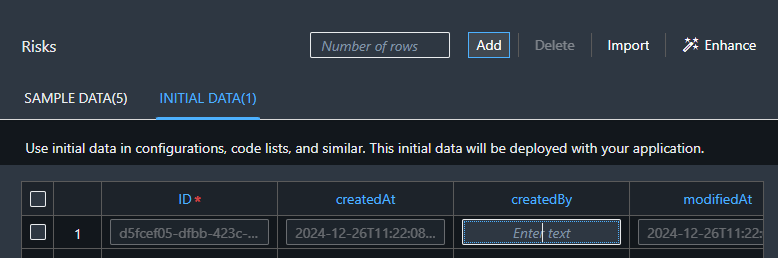 Risks
Number of rows
Add
Delete
Import
Enhance
SAMPLE DATA(5)
INITIAL DATA(1)
Use initial data in configurations, code lists, and similar. This initial data will be deployed with your application.
ID * createdAt createdBy modifiedAt
1 d5fcef05-dfbb-423c-... 2024-12-26T11:22:08... Enter text 2024-12-26T11:22: